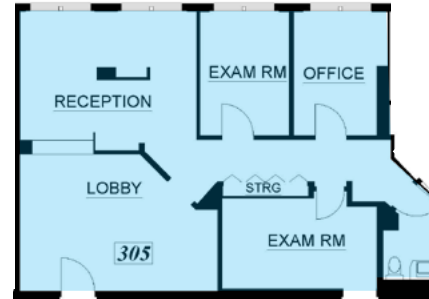 EXAM RM
OFFICE
RECEPTION
LOBBY
STRG
EXAM RM
305